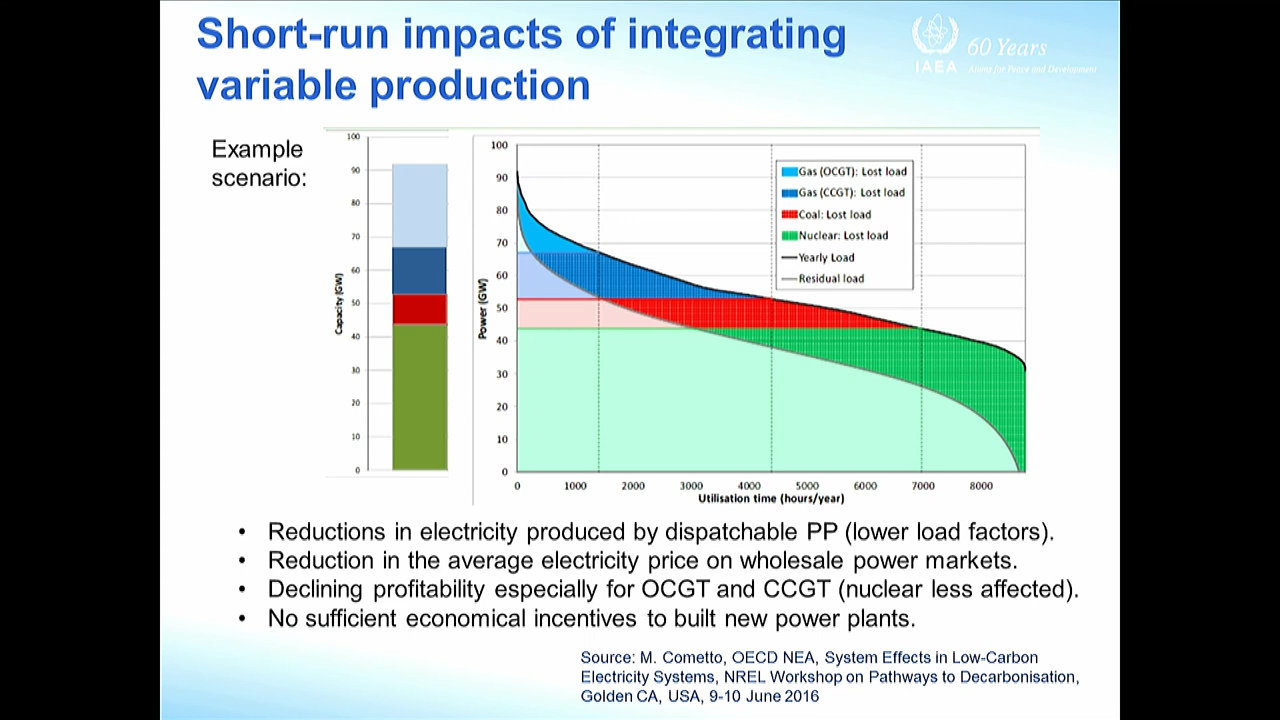 Short-run impacts of integrating
variable production
IAEA
60 Years
Atoms for Peace and Development
Example
scenario:
100
90
80
70
60
50
40
30
20
10
0
Capacity (GW)
100
90
80
70
60
50
40
30
20
10
0
Power (GW)
Gas (OCGT): Lost load
Gas (CCGT): Lost load
Coal: Lost load
Nuclear: Lost load
Yearly Load
Residual load
0 1000 2000 3000 4000 5000 6000 7000 8000
Utilisation time (hours/year)
• Reductions in electricity produced by dispatchable PP (lower load factors).
• Reduction in the average electricity price on wholesale power markets.
• Declining profitability especially for OCGT and CCGT (nuclear less affected).
• No sufficient economical incentives to built new power plants.
Source: M. Cometto, OECD NEA, System Effects in Low-Carbon
Electricity Systems, NREL Workshop on Pathways to Decarbonisation,
Golden CA, USA, 9-10 June 2016